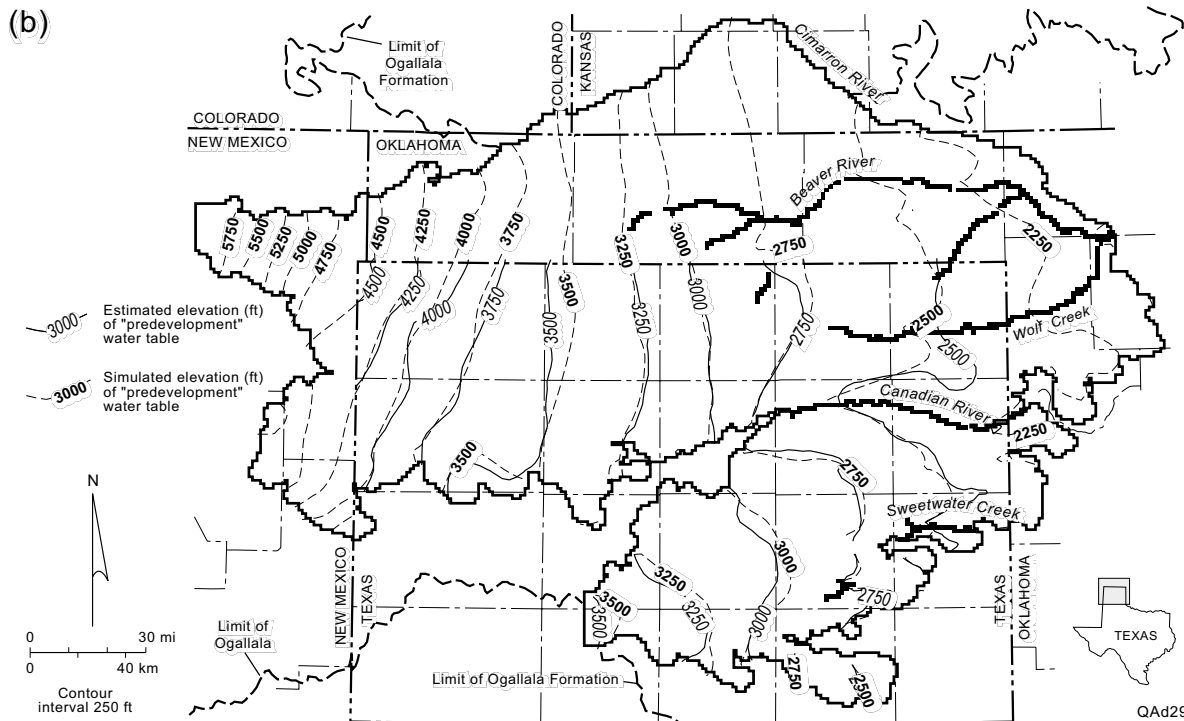 (b)
Limit of
Ogallala
Formation
COLORADO
KANSAS
Cimarron River
COLORADO
NEW MEXICO
OKLAHOMA
Beaver River
5750
5500
5250
5000
4750
4500
4250
4000
3750
3250
3000
2750
2250
4500
4250
4000
3750
3500
3500
3250
3000
2750
2500
Wolf Creek
2500
3000
Estimated elevation (ft)
of "predevelopment"
water table
3000
Simulated elevation (ft)
of "predevelopment"
water table
Canadian River
2250
3500
2750
Sweetwater Creek
N
NEW MEXICO
TEXAS
3000
3250
3500
3500
3250
3000
2750
TEXAS
OKLAHOMA
0 30 mi
0 40 km
Contour
interval 250 ft
Limit of
Ogallala
Limit of Ogallala Formation
2750
2500
TEXAS
QAd29